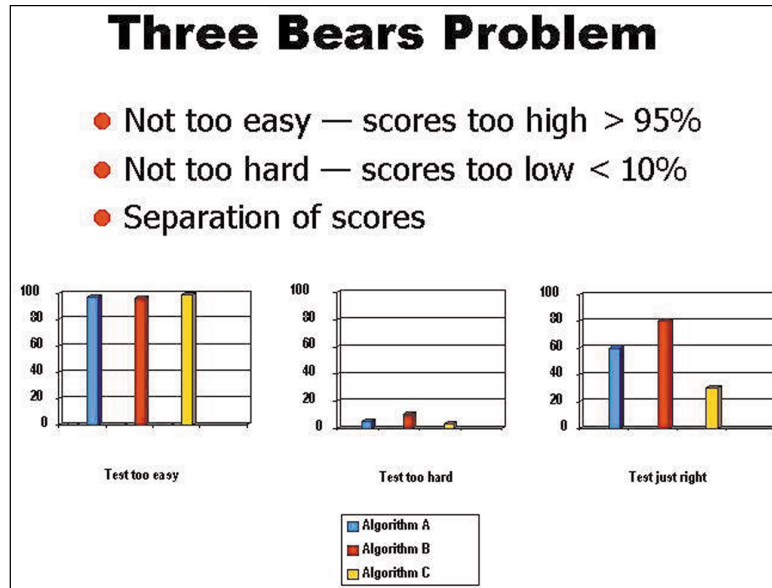 Three Bears Problem
Not too easy — scores too high > 95%
Not too hard — scores too low < 10%
Separation of scores
100
80
60
40
20
0
Test too easy
100
80
60
40
20
0
Test too hard
100
80
60
40
20
0
Test just right
Algorithm A
Algorithm B
Algorithm C